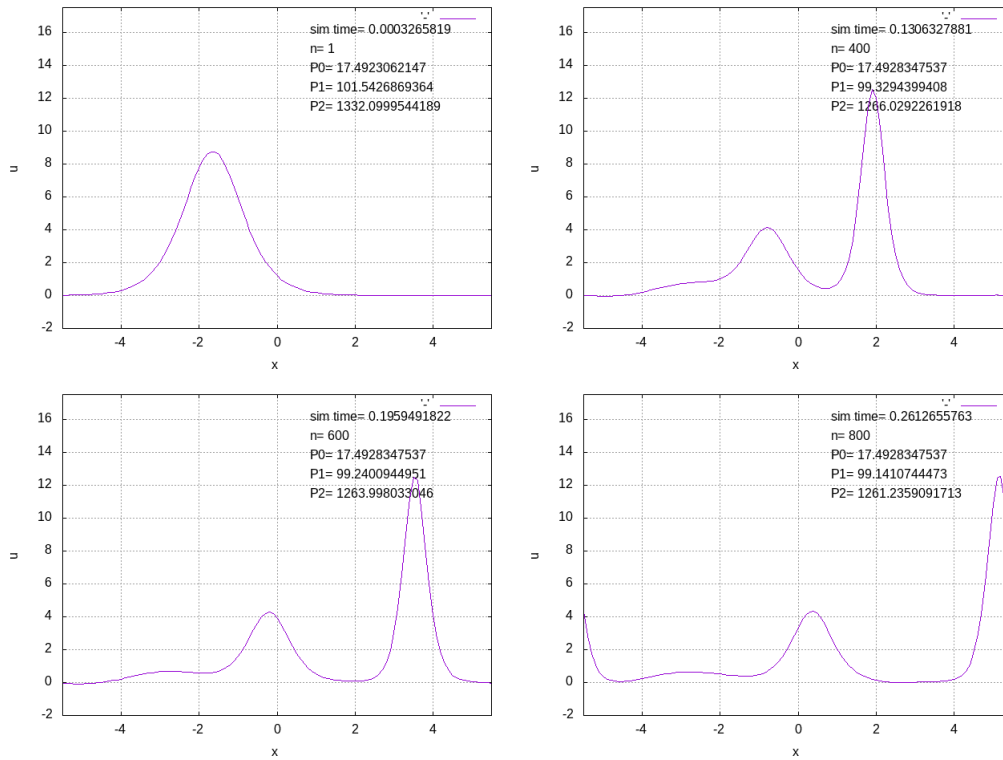 '-'
sim time= 0.0003265819
n= 1
P0= 17.4923062147
P1= 101.5426869364
P2= 1332.0999544189
16
14
12
10
8
6
4
2
0
-2
u
-4 -2 0 2 4
x
'-'
sim time= 0.1306327881
n= 400
P0= 17.4928347537
P1= 99.3294399408
P2= 1266.0292261918
16
14
12
10
8
6
4
2
0
-2
u
-4 -2 0 2 4
x
'-'
sim time= 0.1959491822
n= 600
P0= 17.4928347537
P1= 99.2400944951
P2= 1263.998033046
16
14
12
10
8
6
4
2
0
-2
u
-4 -2 0 2 4
x
'-'
sim time= 0.2612655763
n= 800
P0= 17.4928347537
P1= 99.1410744473
P2= 1261.2359091713
16
14
12
10
8
6
4
2
0
-2
u
-4 -2 0 2 4
x